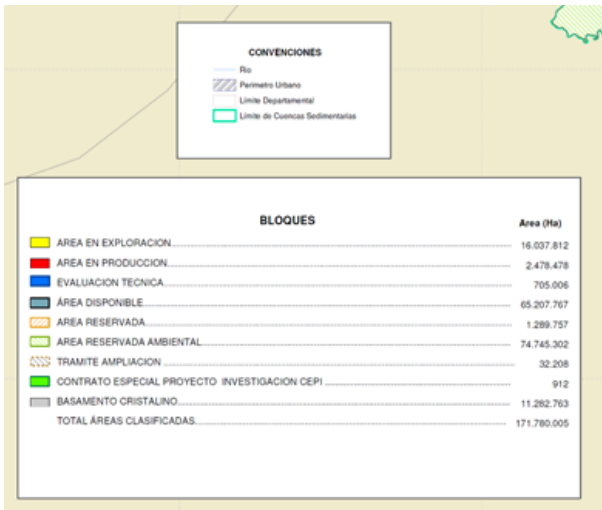 CONVENCIONES
Rio
Perimetro Urbano
Limite Departamental
Limite de Cuencas Sedimentarias
BLOQUES Area (Ha)
AREA EN EXPLORACION 16.037.812
AREA EN PRODUCCION 2.478.478
EVALUACION TECNICA 705.006
ÁREA DISPONIBLE 65.207.767
AREA RESERVADA 1.289.757
AREA RESERVADA AMBIENTAL 74.745.302
TRAMITE AMPLIACION 32.208
CONTRATO ESPECIAL PROYECTO INVESTIGACION CEPI 912
BASAMENTO CRISTALINO 11.282.763
TOTAL ÁREAS CLASIFICADAS 171.780.005